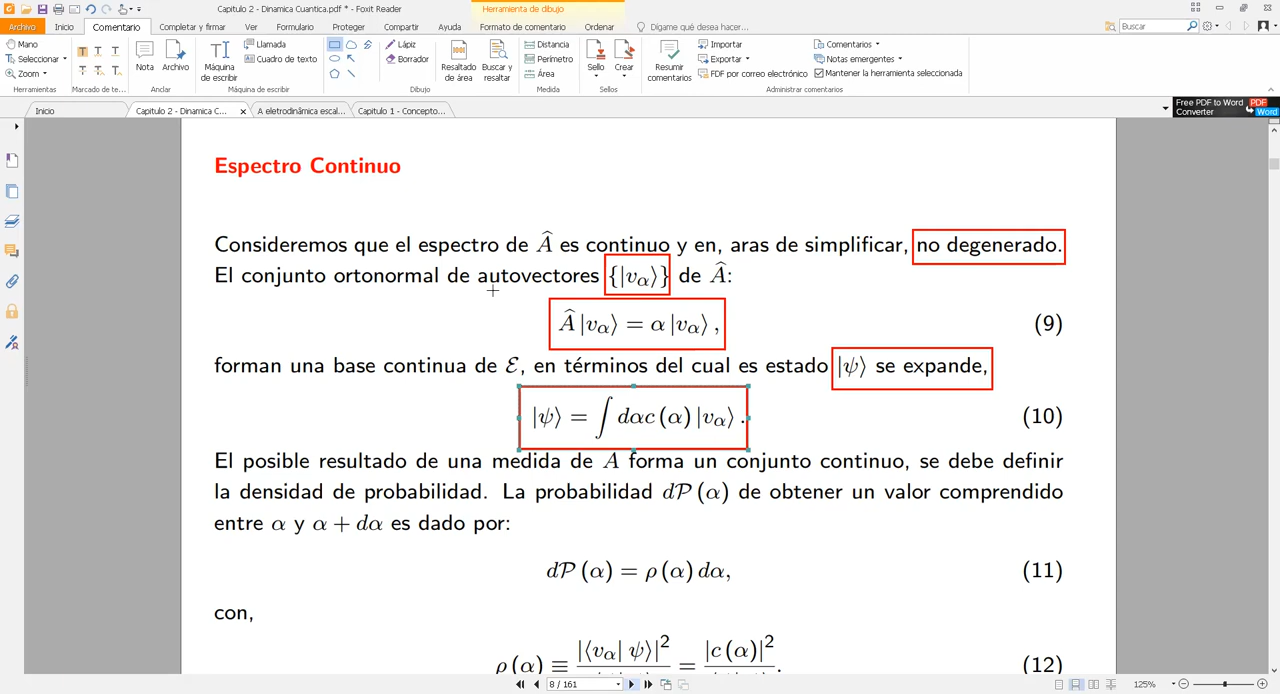 Capitulo 2 - Dinamica Cuantica.pdf * - Foxit Reader
Herramienta de dibujo
Archivo Inicio Comentario Completar y firmar Ver Formulario Proteger Compartir Ayuda Formato de comentario Ordenar Dígame qué desea hacer... Buscar
Mano
Seleccionar
Zoom
Herramientas
Marcado de te...
Nota
Archivo
Anclar
Máquina de escribir
Llamada
Cuadro de texto
Máquina de escribir
Lápiz
Borrador
Dibujo
Resaltado de área
Buscar y resaltar
Distancia
Perímetro
Área
Medida
Sello
Crear
Sellos
Resumir comentarios
Importar
Exportar
FDF por correo electrónico
Comentarios
Notas emergentes
Mantener la herramienta seleccionada
Administrar comentarios
Inicio
Capitulo 2 - Dinamica C... x
A eletrodinâmica escal...
Capitulo 1 - Concepto...
Free PDF to Word Converter
PDF
Word
Espectro Continuo
Consideremos que el espectro de Â es continuo y en, aras de simplificar, no degenerado.
El conjunto ortonormal de autovectores {|vα⟩} de Â:
Â |vα⟩ = α |vα⟩ , (9)
forman una base continua de ℰ, en términos del cual es estado |ψ⟩ se expande,
|ψ⟩ = ∫ dαc (α) |vα⟩ . (10)
El posible resultado de una medida de A forma un conjunto continuo, se debe definir
la densidad de probabilidad. La probabilidad d𝒫 (α) de obtener un valor comprendido
entre α y α + dα es dado por:
d𝒫 (α) = ρ (α) dα, (11)
con,
ρ (α) ≡ |⟨vα| ψ⟩|² = |c (α)|² . (12)
8 / 161
125%